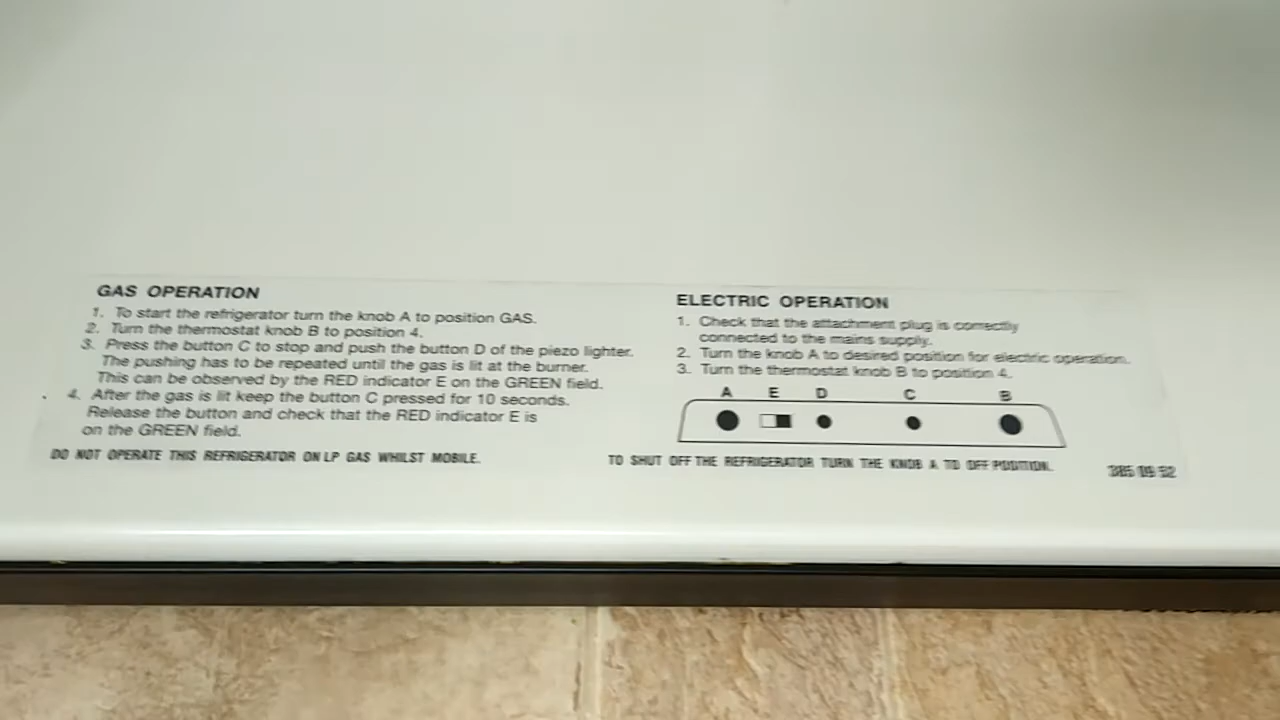 GAS OPERATION
1. To start the refrigerator turn the knob A to position GAS.
2. Turn the thermostat knob B to position 4.
3. Press the button C to stop and push the button D of the piezo lighter.
The pushing has to be repeated until the gas is lit at the burner.
This can be observed by the RED indicator E on the GREEN field.
4. After the gas is lit keep the button C pressed for 10 seconds.
Release the button and check that the RED indicator E is
on the GREEN field.
DO NOT OPERATE THIS REFRIGERATOR ON LP GAS WHILST MOBILE.
ELECTRIC OPERATION
1. Check that the attachment plug is correctly
connected to the mains supply.
2. Turn the knob A to desired position for electric operation.
3. Turn the thermostat knob B to position 4.
A E D C B
TO SHUT OFF THE REFRIGERATOR TURN THE KNOB A TO OFF POSITION.